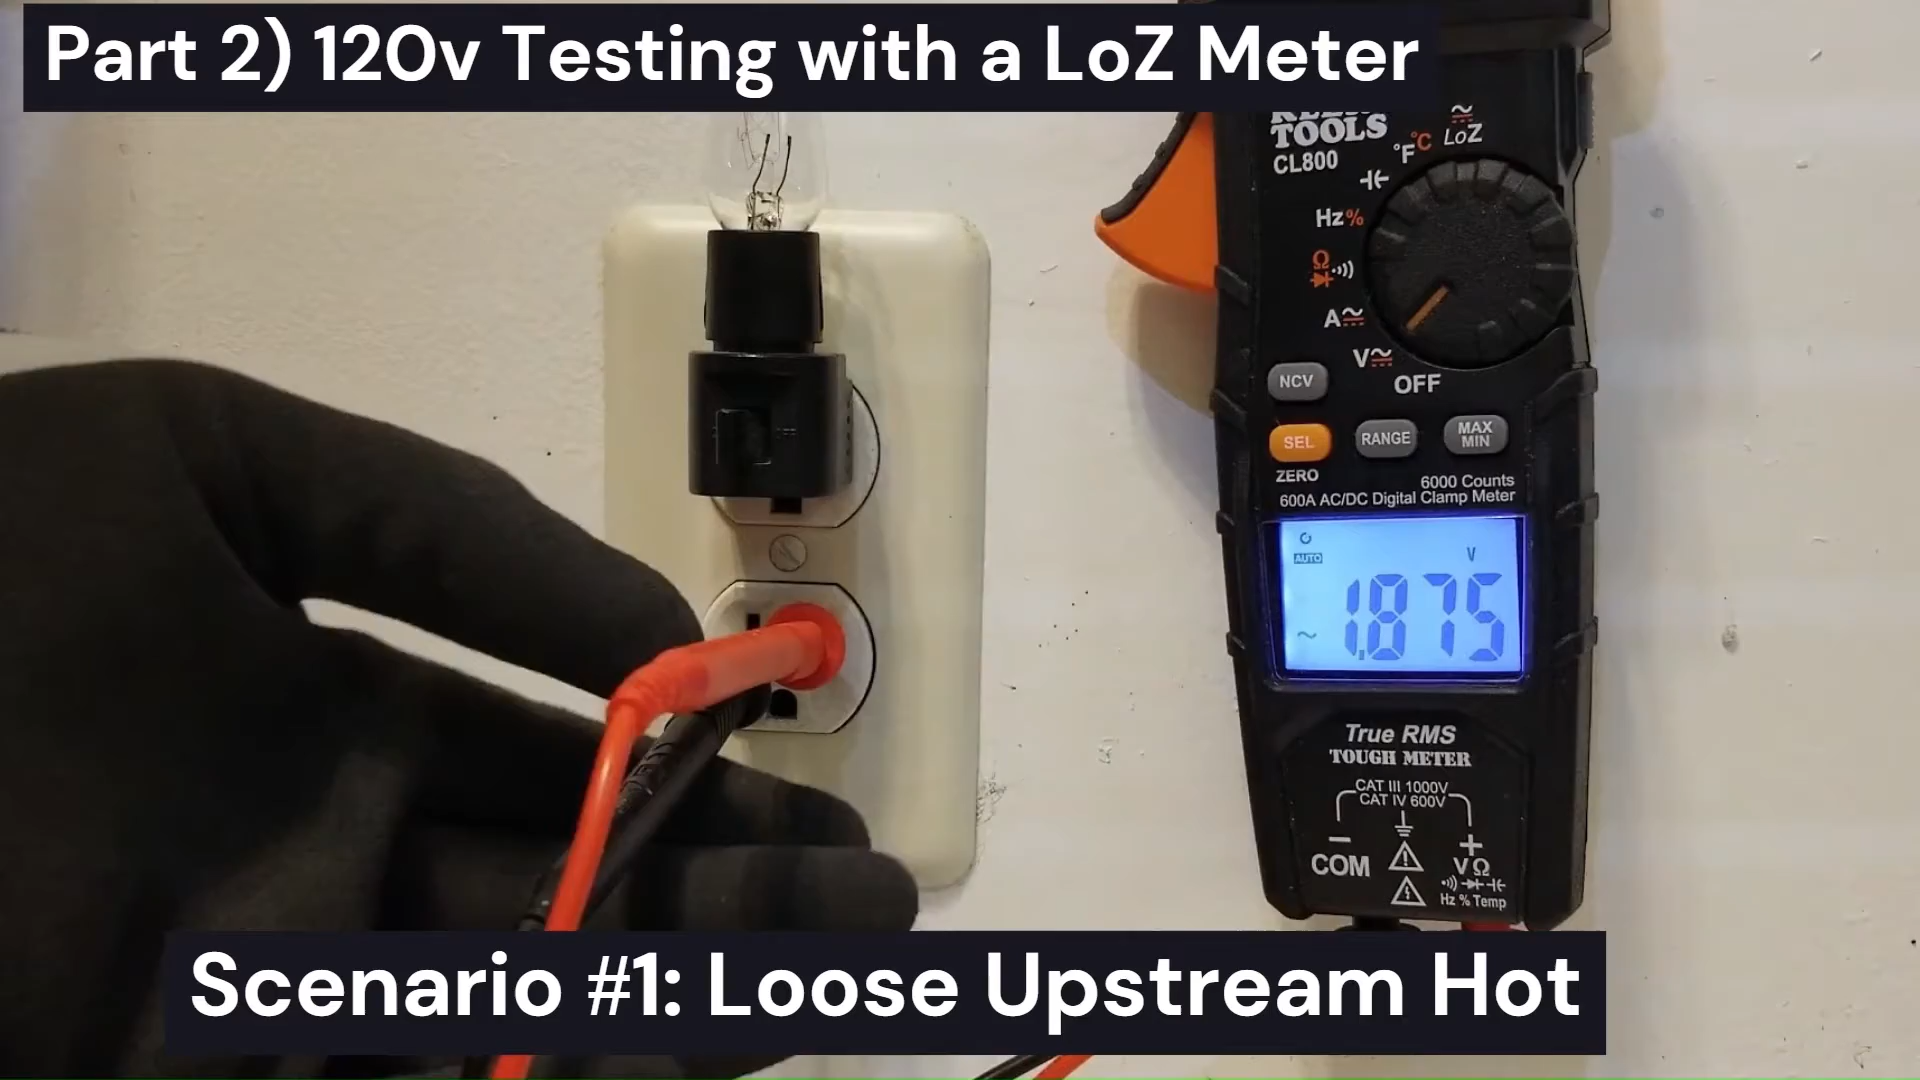 Part 2) 120v Testing with a LoZ Meter
TOOLS
CL800
°F°C
LoZ
Hz%
Ω
A
V
OFF
NCV
SEL
RANGE
MAX
MIN
ZERO
6000 Counts
600A AC/DC Digital Clamp Meter
AUTO
V
~
1.875
True RMS
TOUGH METER
CAT III 1000V
CAT IV 600V
− +
COM
VΩ
Hz % Temp
Scenario #1: Loose Upstream Hot